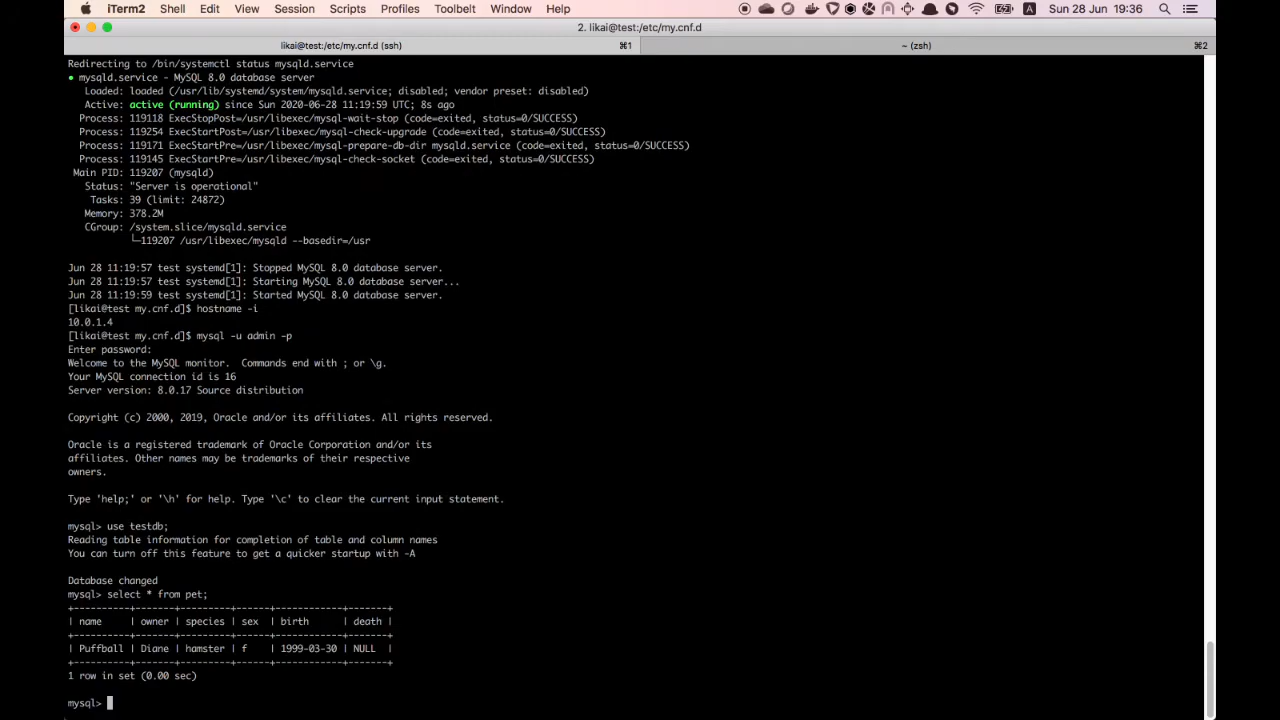 iTerm2 Shell Edit View Session Scripts Profiles Toolbelt Window Help Sun 28 Jun 19:36
2. likai@test:/etc/my.cnf.d (ssh)
likai@test:/etc/my.cnf.d (ssh) ⌘1 ~ (zsh) ⌘2
Redirecting to /bin/systemctl status mysqld.service
● mysqld.service - MySQL 8.0 database server
Loaded: loaded (/usr/lib/systemd/system/mysqld.service; disabled; vendor preset: disabled)
Active: active (running) since Sun 2020-06-28 11:19:59 UTC; 8s ago
Process: 119118 ExecStopPost=/usr/libexec/mysql-wait-stop (code=exited, status=0/SUCCESS)
Process: 119254 ExecStartPost=/usr/libexec/mysql-check-upgrade (code=exited, status=0/SUCCESS)
Process: 119171 ExecStartPre=/usr/libexec/mysql-prepare-db-dir mysqld.service (code=exited, status=0/SUCCESS)
Process: 119145 ExecStartPre=/usr/libexec/mysql-check-socket (code=exited, status=0/SUCCESS)
Main PID: 119207 (mysqld)
Status: "Server is operational"
Tasks: 39 (limit: 24872)
Memory: 378.2M
CGroup: /system.slice/mysqld.service
└─119207 /usr/libexec/mysqld --basedir=/usr
Jun 28 11:19:57 test systemd[1]: Stopped MySQL 8.0 database server.
Jun 28 11:19:57 test systemd[1]: Starting MySQL 8.0 database server...
Jun 28 11:19:59 test systemd[1]: Started MySQL 8.0 database server.
[likai@test my.cnf.d]$ hostname -i
10.0.1.4
[likai@test my.cnf.d]$ mysql -u admin -p
Enter password:
Welcome to the MySQL monitor.  Commands end with ; or \g.
Your MySQL connection id is 16
Server version: 8.0.17 Source distribution
Copyright (c) 2000, 2019, Oracle and/or its affiliates. All rights reserved.
Oracle is a registered trademark of Oracle Corporation and/or its
affiliates. Other names may be trademarks of their respective
owners.
Type 'help;' or '\h' for help. Type '\c' to clear the current input statement.
mysql> use testdb;
Reading table information for completion of table and column names
You can turn off this feature to get a quicker startup with -A
Database changed
mysql> select * from pet;
+----------+-------+---------+------+------------+-------+
| name     | owner | species | sex  | birth      | death |
+----------+-------+---------+------+------------+-------+
| Puffball | Diane | hamster | f    | 1999-03-30 | NULL  |
+----------+-------+---------+------+------------+-------+
1 row in set (0.00 sec)
mysql>